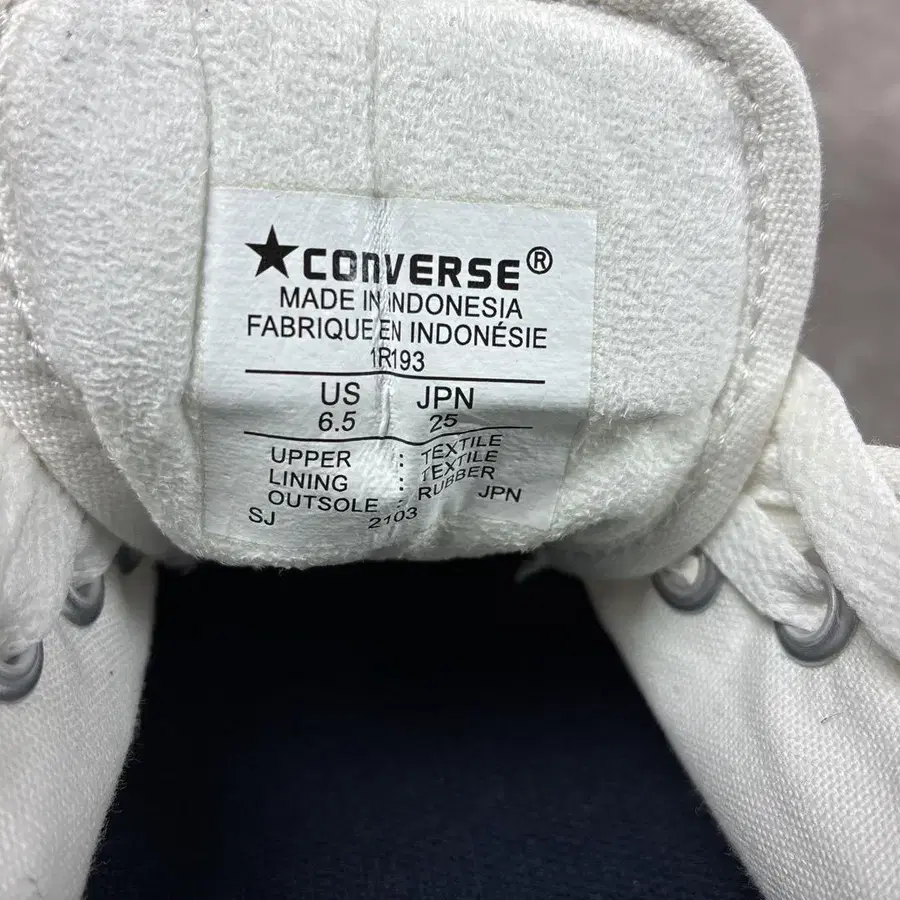 ★CONVERSE®
MADE IN INDONESIA
FABRIQUE EN INDONÉSIE
1R193
US JPN
6.5 25
UPPER : TEXTILE
LINING : TEXTILE
OUTSOLE : RUBBER
SJ 2103 JPN